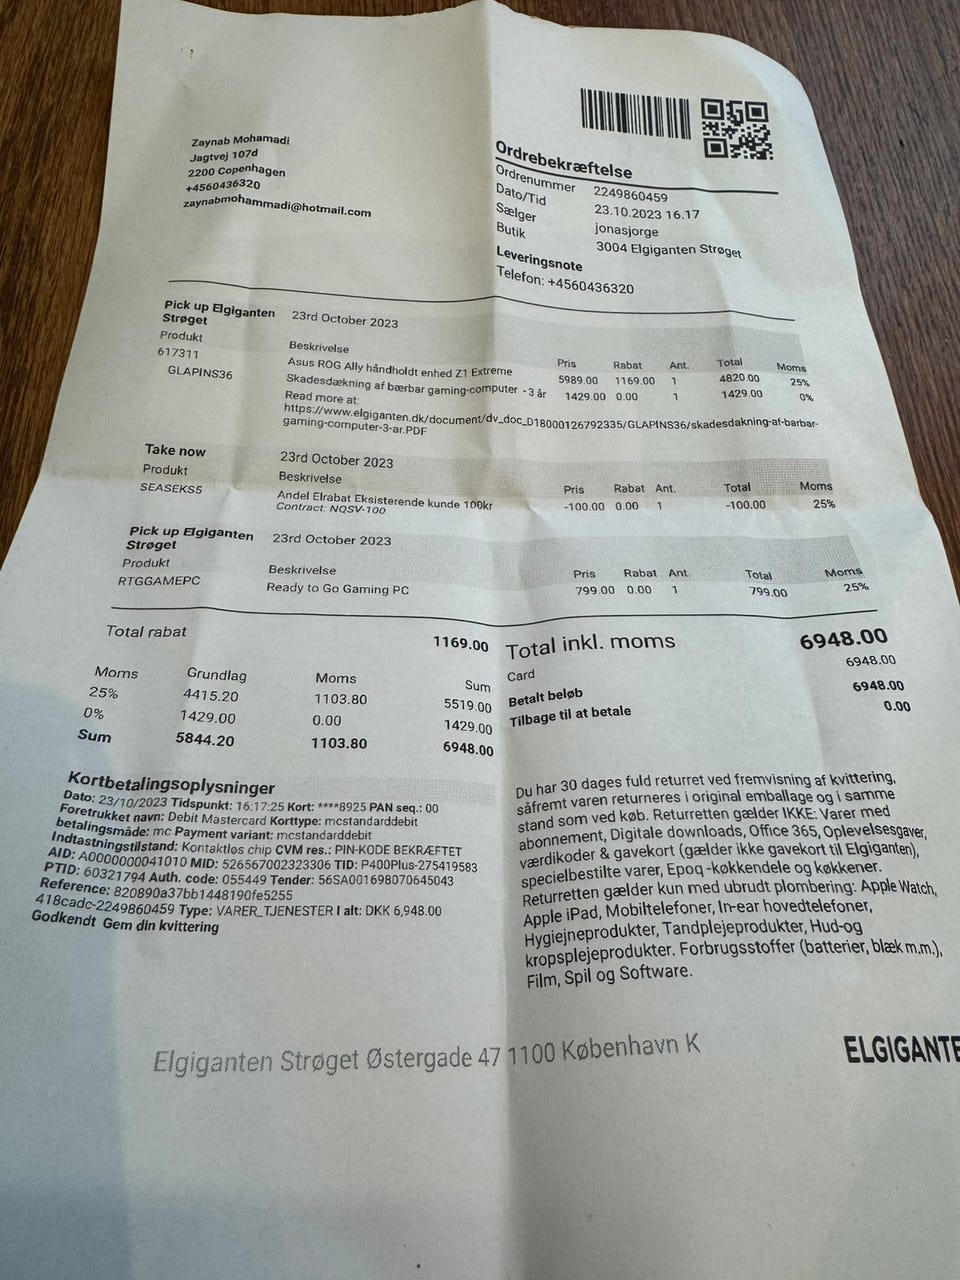 Zaynab Mohamadi
Jagtvej 107d
2200 Copenhagen
+4560436320
zaynabmohammadi@hotmail.com
Ordrebekræftelse
Ordrenummer 2249860459
Dato/Tid 23.10.2023 16.17
Sælger jonasjorge
Butik 3004 Elgiganten Strøget
Leveringsnote
Telefon: +4560436320
Pick up Elgiganten Strøget 23rd October 2023
Produkt Beskrivelse Pris Rabat Ant. Total Moms
617311 Asus ROG Ally håndholdt enhed Z1 Extreme 5989.00 1169.00 1 4820.00 25%
GLAPINS36 Skadesdækning af bærbar gaming-computer - 3 år 1429.00 0.00 1 1429.00 0%
Read more at:
https://www.elgiganten.dk/document/dv_doc_D18000126792335/GLAPINS36/skadesdakning-af-barbar-
gaming-computer-3-ar.PDF
Take now 23rd October 2023
Produkt Beskrivelse Pris Rabat Ant. Total Moms
SEASEKS5 Andel Elrabat Eksisterende kunde 100kr -100.00 0.00 1 -100.00 25%
Contract: NQSV-100
Pick up Elgiganten Strøget 23rd October 2023
Produkt Beskrivelse Pris Rabat Ant. Total Moms
RTGGAMEPC Ready to Go Gaming PC 799.00 0.00 1 799.00 25%
Total rabat 1169.00
Moms Grundlag Moms Sum
25% 4415.20 1103.80 5519.00
0% 1429.00 0.00 1429.00
Sum 5844.20 1103.80 6948.00
Total inkl. moms 6948.00
Card 6948.00
Betalt beløb 6948.00
Tilbage til at betale 0.00
Kortbetalingsoplysninger
Dato: 23/10/2023 Tidspunkt: 16:17:25 Kort: ****8925 PAN seq.: 00
Foretrukket navn: Debit Mastercard Korttype: mcstandarddebit
betalingsmåde: mc Payment variant: mcstandarddebit
Indtastningstilstand: Kontaktløs chip CVM res.: PIN-KODE BEKRÆFTET
AID: A0000000041010 MID: 526567002323306 TID: P400Plus-275419583
PTID: 60321794 Auth. code: 055449 Tender: 56SA001698070645043
Reference: 820890a37bb1448190fe5255
418cadc-2249860459 Type: VARER_TJENESTER I alt: DKK 6,948.00
Godkendt Gem din kvittering
Du har 30 dages fuld returret ved fremvisning af kvittering,
såfremt varen returneres i original emballage og i samme
stand som ved køb. Returretten gælder IKKE: Varer med
abonnement, Digitale downloads, Office 365, Oplevelsesgaver,
værdikoder & gavekort (gælder ikke gavekort til Elgiganten),
specielbestilte varer, Epoq -køkkendele og køkkener.
Returretten gælder kun med ubrudt plombering: Apple Watch,
Apple iPad, Mobiltelefoner, In-ear hovedtelefoner,
Hygiejneprodukter, Tandplejeprodukter, Hud-og
kropsplejeprodukter. Forbrugsstoffer (batterier, blæk m.m.),
Film, Spil og Software.
Elgiganten Strøget Østergade 47 1100 København K
ELGIGANTE